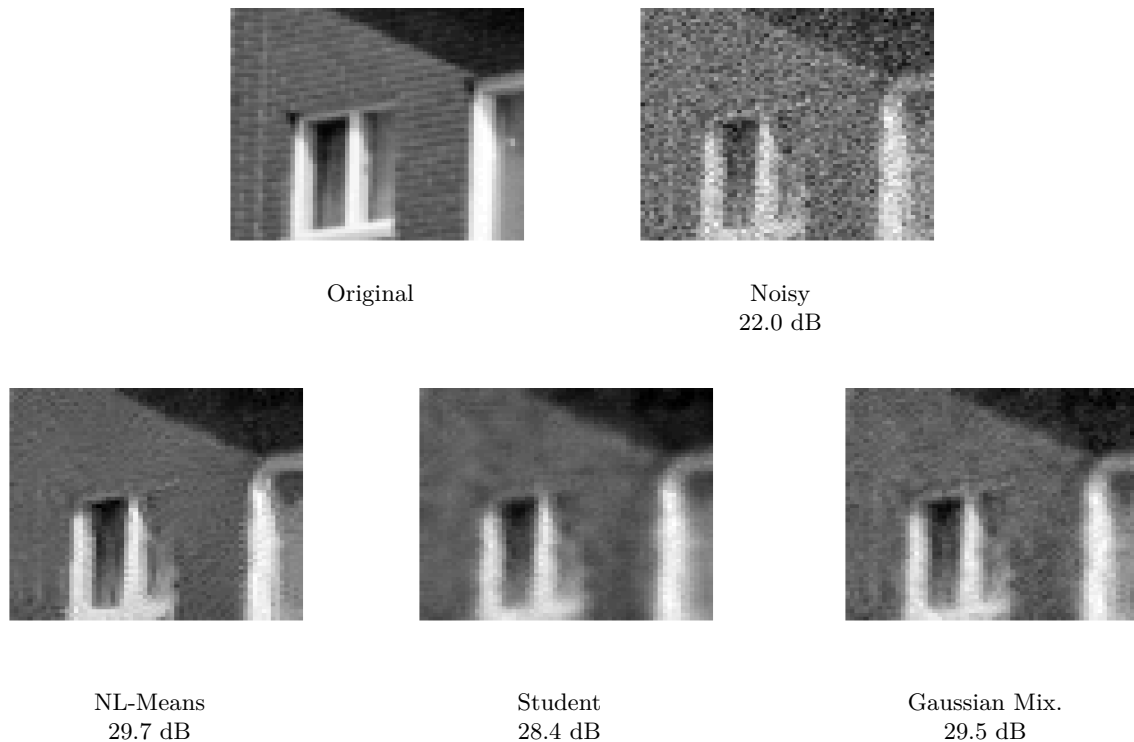 Original
Noisy
22.0 dB
NL-Means
29.7 dB
Student
28.4 dB
Gaussian Mix.
29.5 dB